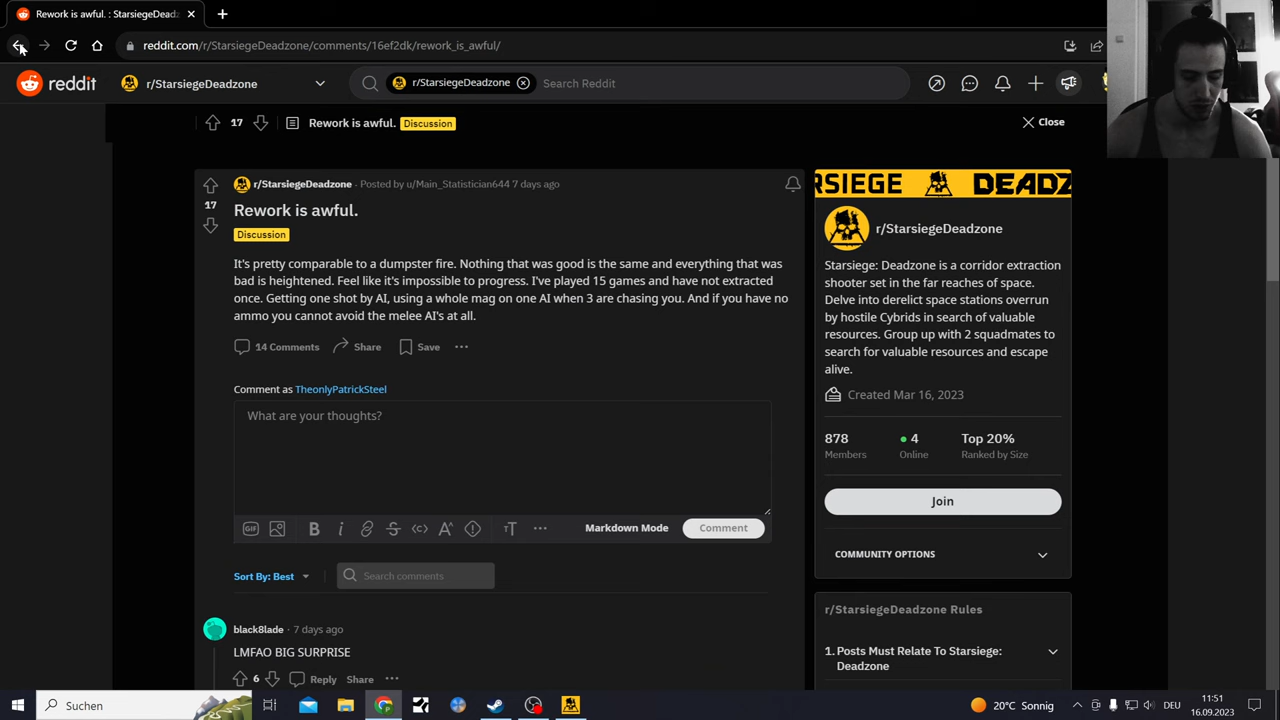 Rework is awful. : StarsiegeDeadz
reddit.com/r/StarsiegeDeadzone/comments/16ef2dk/rework_is_awful/
reddit
r/StarsiegeDeadzone
r/StarsiegeDeadzone
Search Reddit
17
Rework is awful.
Discussion
Close
r/StarsiegeDeadzone · Posted by u/Main_Statistician644 7 days ago
17
Rework is awful.
Discussion
It's pretty comparable to a dumpster fire. Nothing that was good is the same and everything that was
bad is heightened. Feel like it's impossible to progress. I've played 15 games and have not extracted
once. Getting one shot by AI, using a whole mag on one AI when 3 are chasing you. And if you have no
ammo you cannot avoid the melee AI's at all.
14 Comments
Share
Save
Comment as TheonlyPatrickSteel
What are your thoughts?
GIF
Markdown Mode
Comment
Sort By: Best
Search comments
black8lade · 7 days ago
LMFAO BIG SURPRISE
6
Reply
Share
RSIEGE DEADZ
r/StarsiegeDeadzone
Starsiege: Deadzone is a corridor extraction
shooter set in the far reaches of space.
Delve into derelict space stations overrun
by hostile Cybrids in search of valuable
resources. Group up with 2 squadmates to
search for valuable resources and escape
alive.
Created Mar 16, 2023
878
4
Top 20%
Members
Online
Ranked by Size
Join
COMMUNITY OPTIONS
r/StarsiegeDeadzone Rules
1. Posts Must Relate To Starsiege:
Deadzone
Suchen
20°C Sonnig
DEU
11:51
16.09.2023